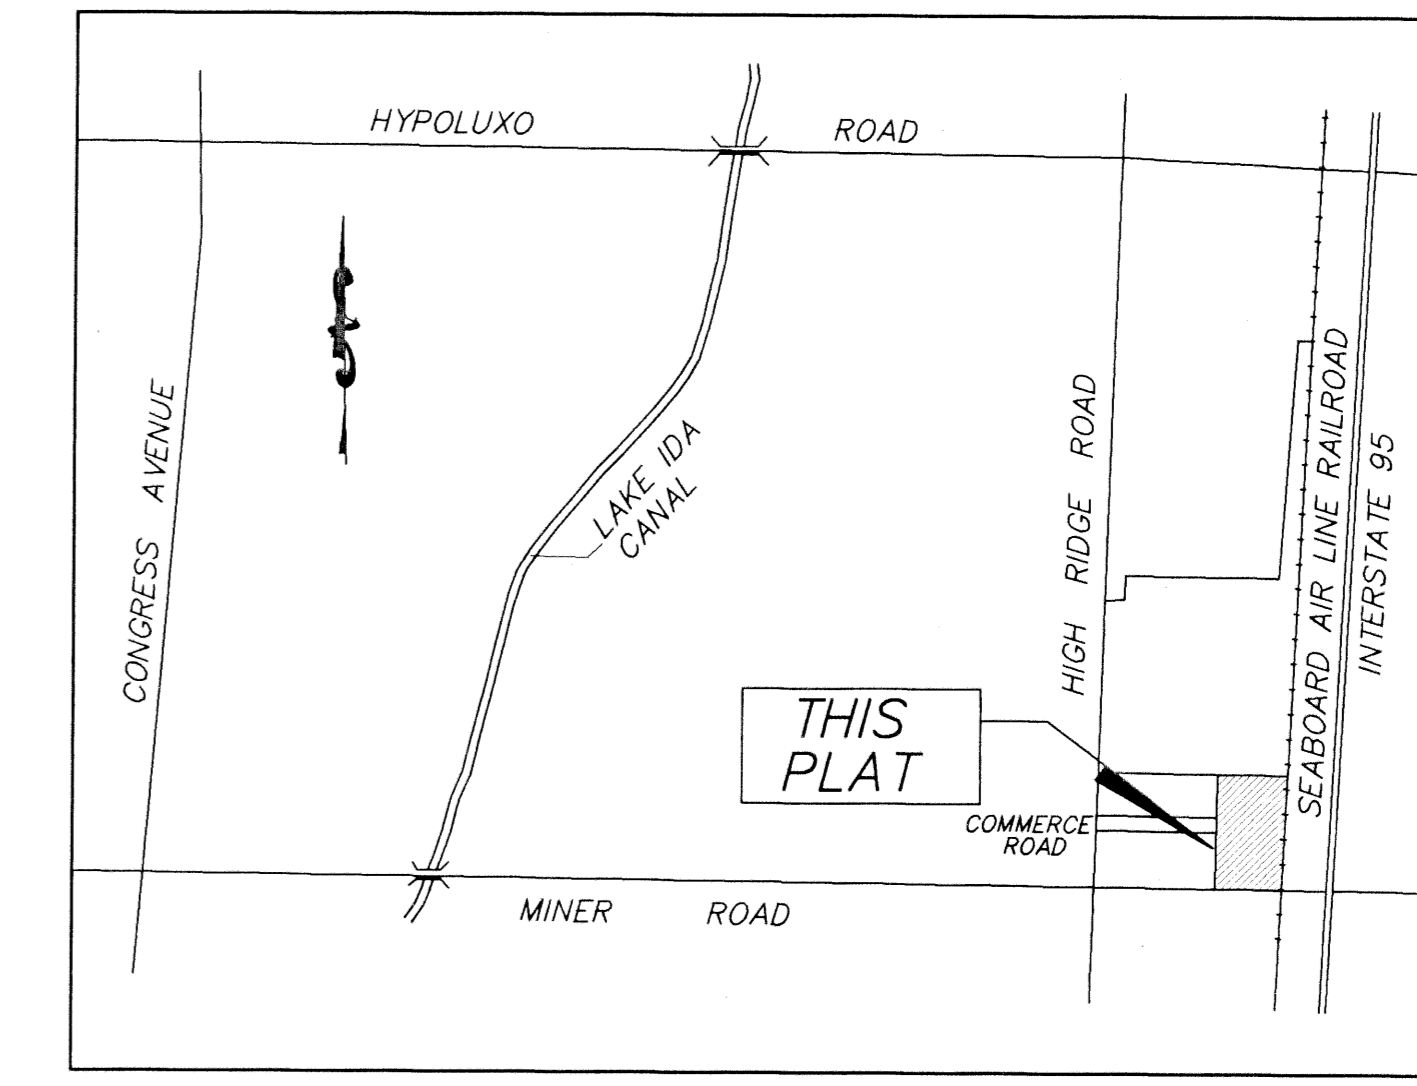 HYPOLUXO ROAD
CONGRESS AVENUE
LAKE IDA
CANAL
HIGH RIDGE ROAD
SEABOARD AIR LINE RAILROAD
INTERSTATE 95
THIS
PLAT
COMMERCE
ROAD
MINER ROAD